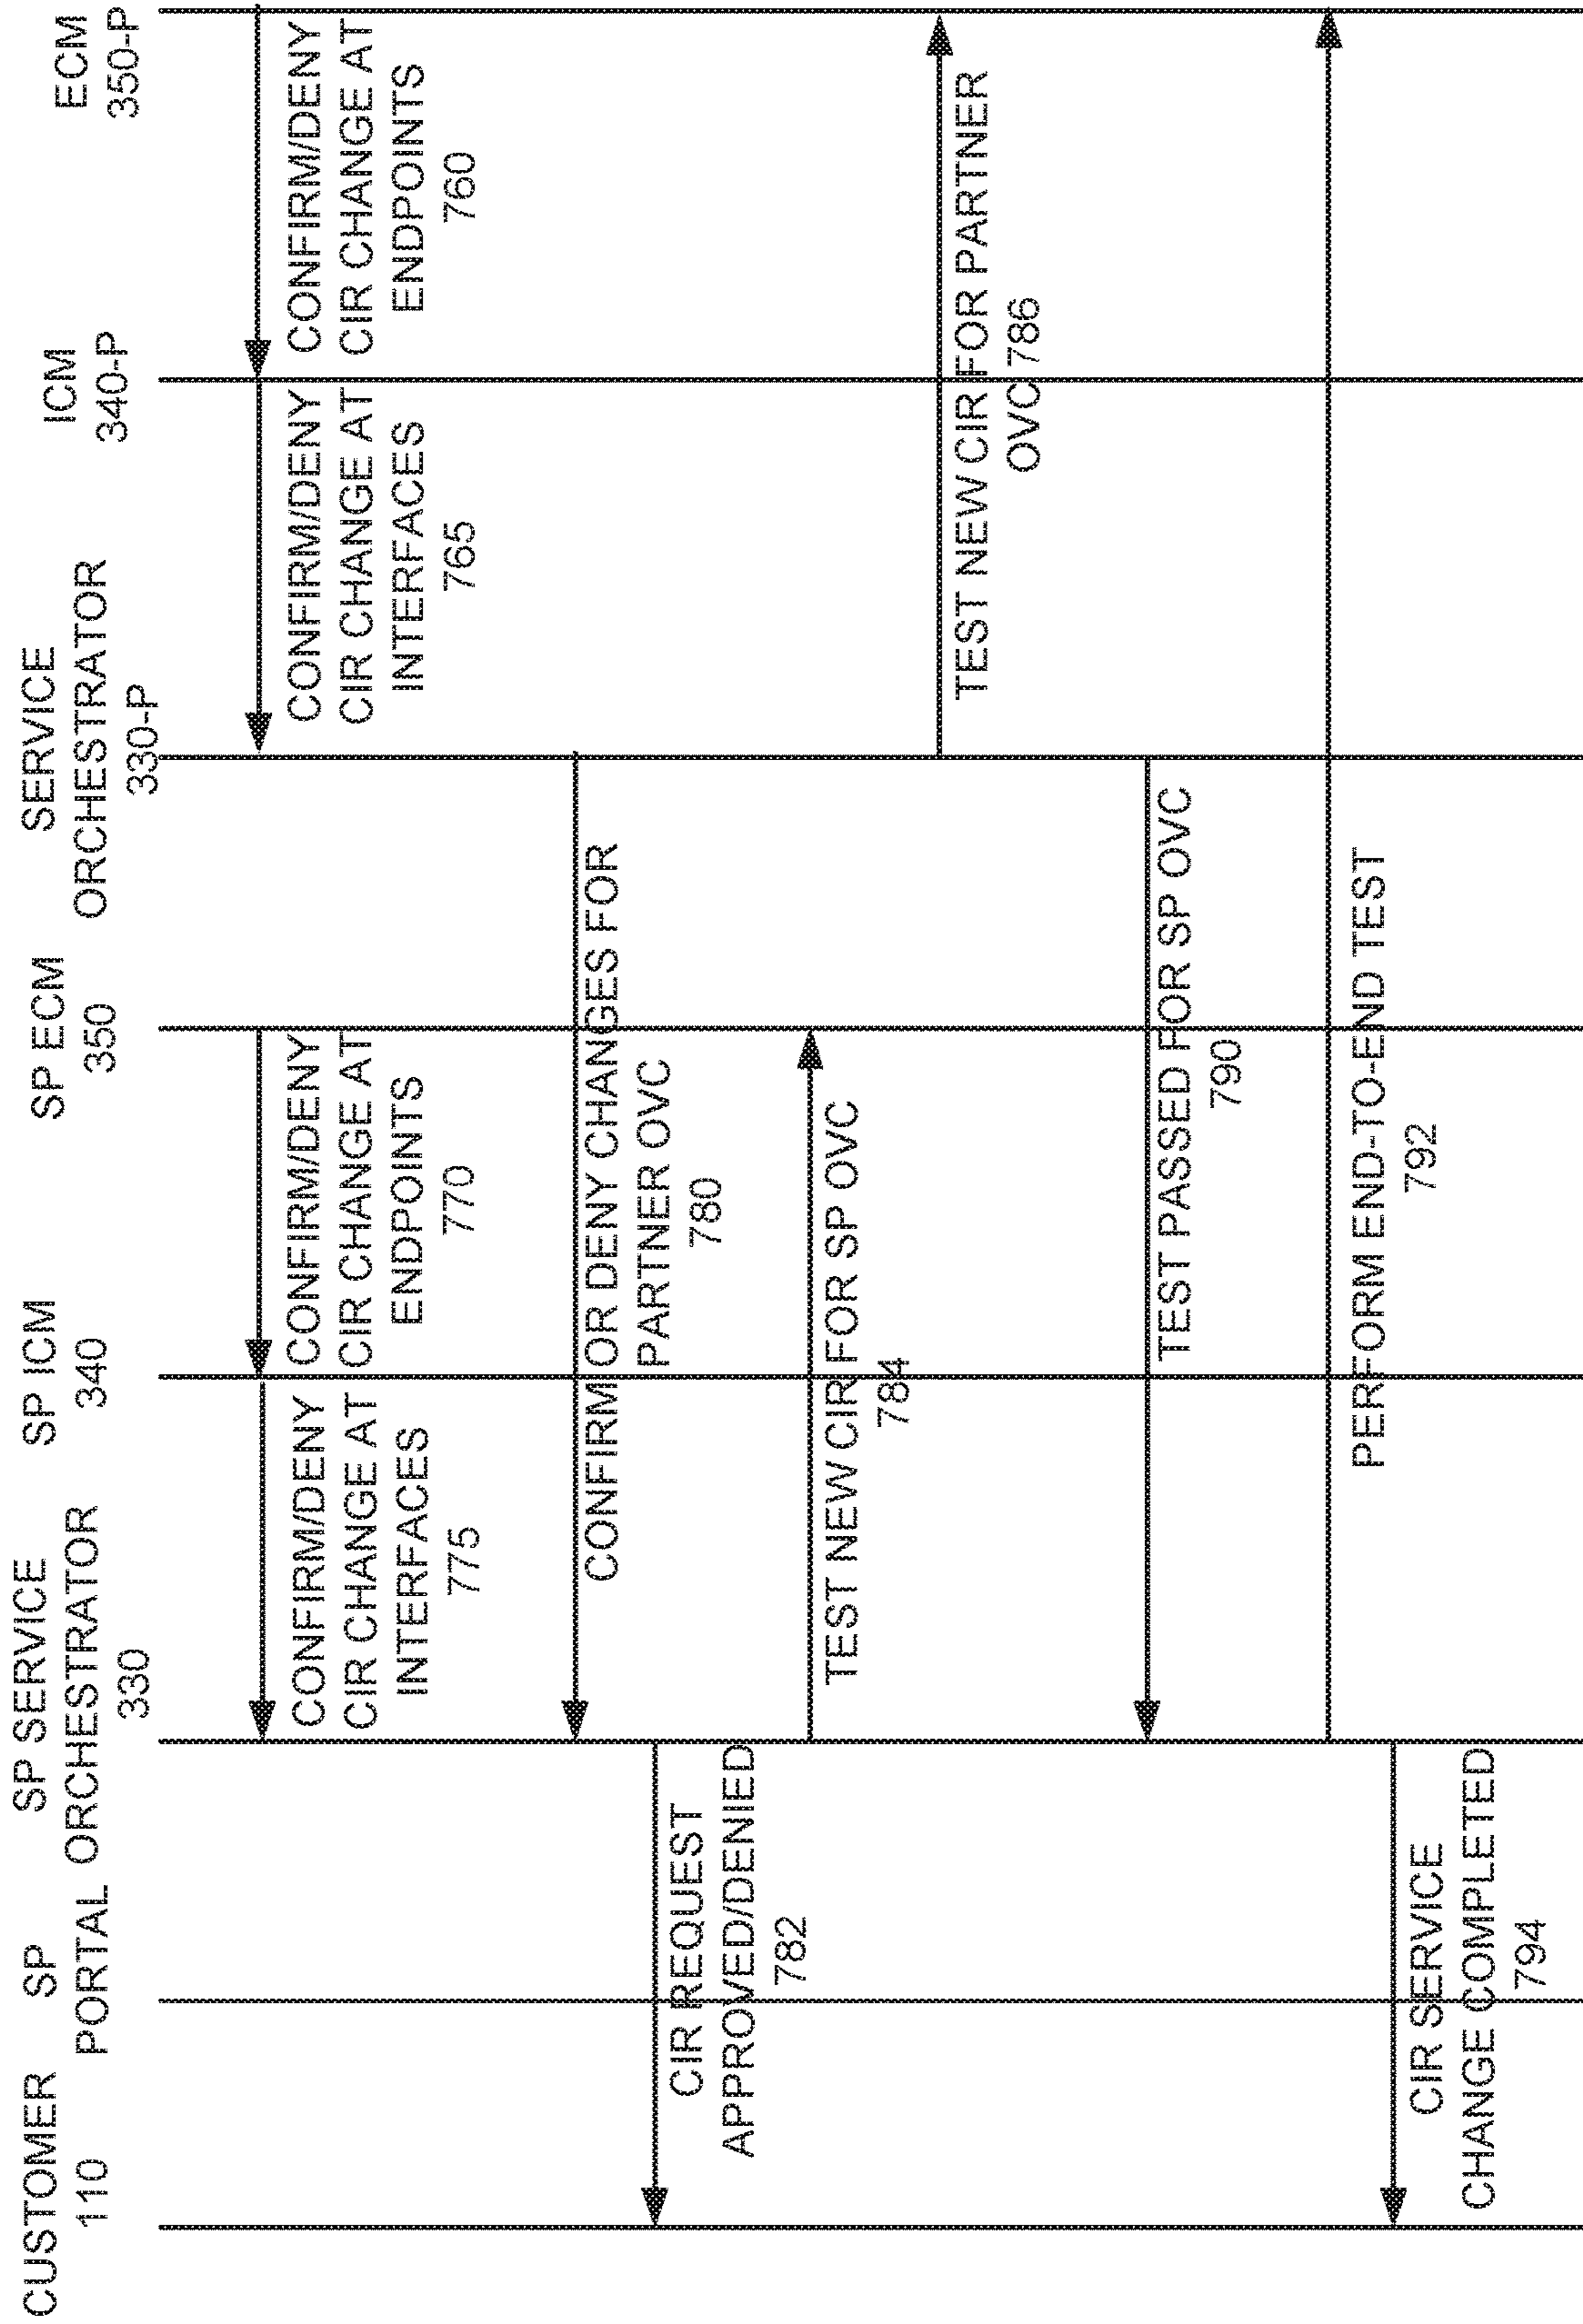 CUSTOMER
110
SP
PORTAL
SP SERVICE
ORCHESTRATOR
330
SP ICM
340
SP ECM
350
SERVICE
ORCHESTRATOR
330-P
ICM
340-P
ECM
350-P
CONFIRM/DENY
CIR CHANGE AT
INTERFACES
775
CONFIRM/DENY
CIR CHANGE AT
ENDPOINTS
770
CONFIRM/DENY
CIR CHANGE AT
INTERFACES
765
CONFIRM/DENY
CIR CHANGE AT
ENDPOINTS
760
CONFIRM OR DENY CHANGES FOR
PARTNER OVC
780
CIR REQUEST
APPROVED/DENIED
782
TEST NEW CIR FOR SP OVC
784
TEST NEW CIR FOR PARTNER
OVC 786
TEST PASSED FOR SP OVC
790
PERFORM END-TO-END TEST
792
CIR SERVICE
CHANGE COMPLETED
794